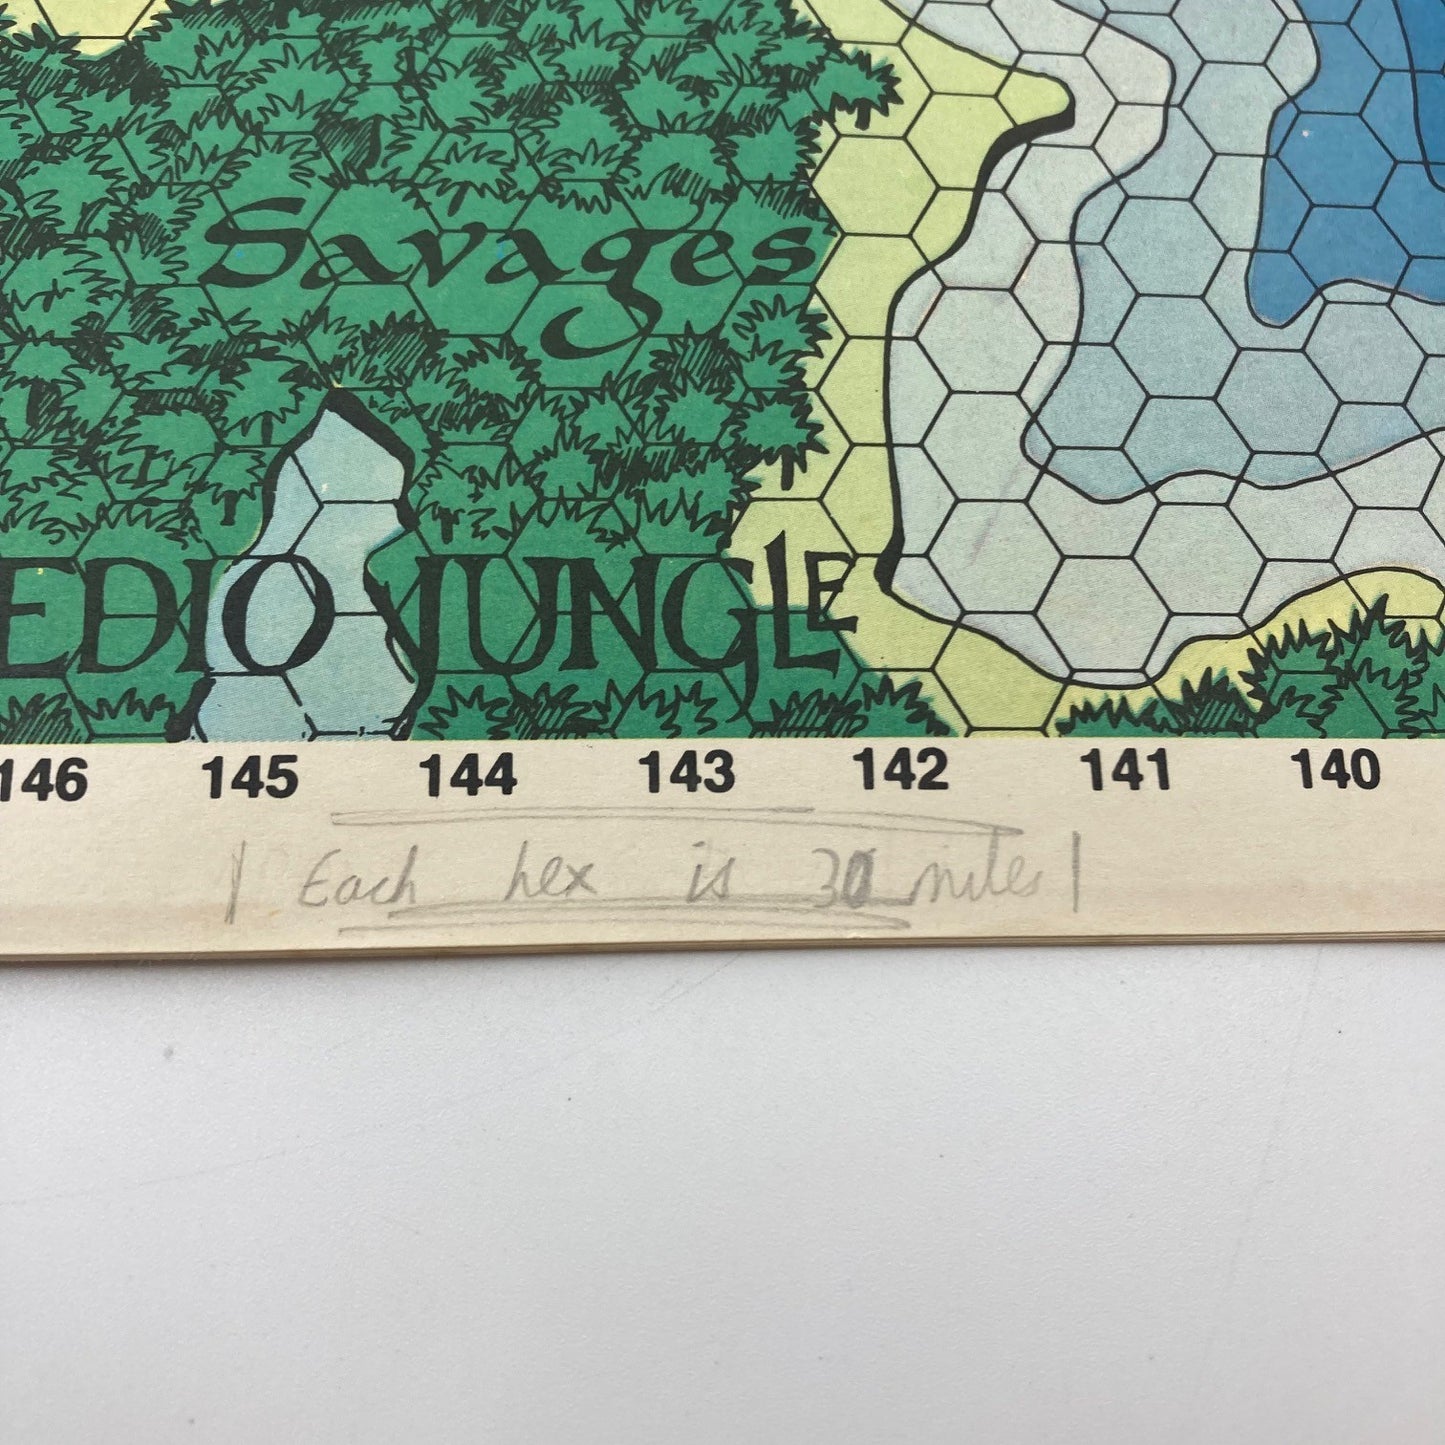 Savages
EDIO JUNGLE
146 145 144 143 142 141 140
Each hex is 30 miles